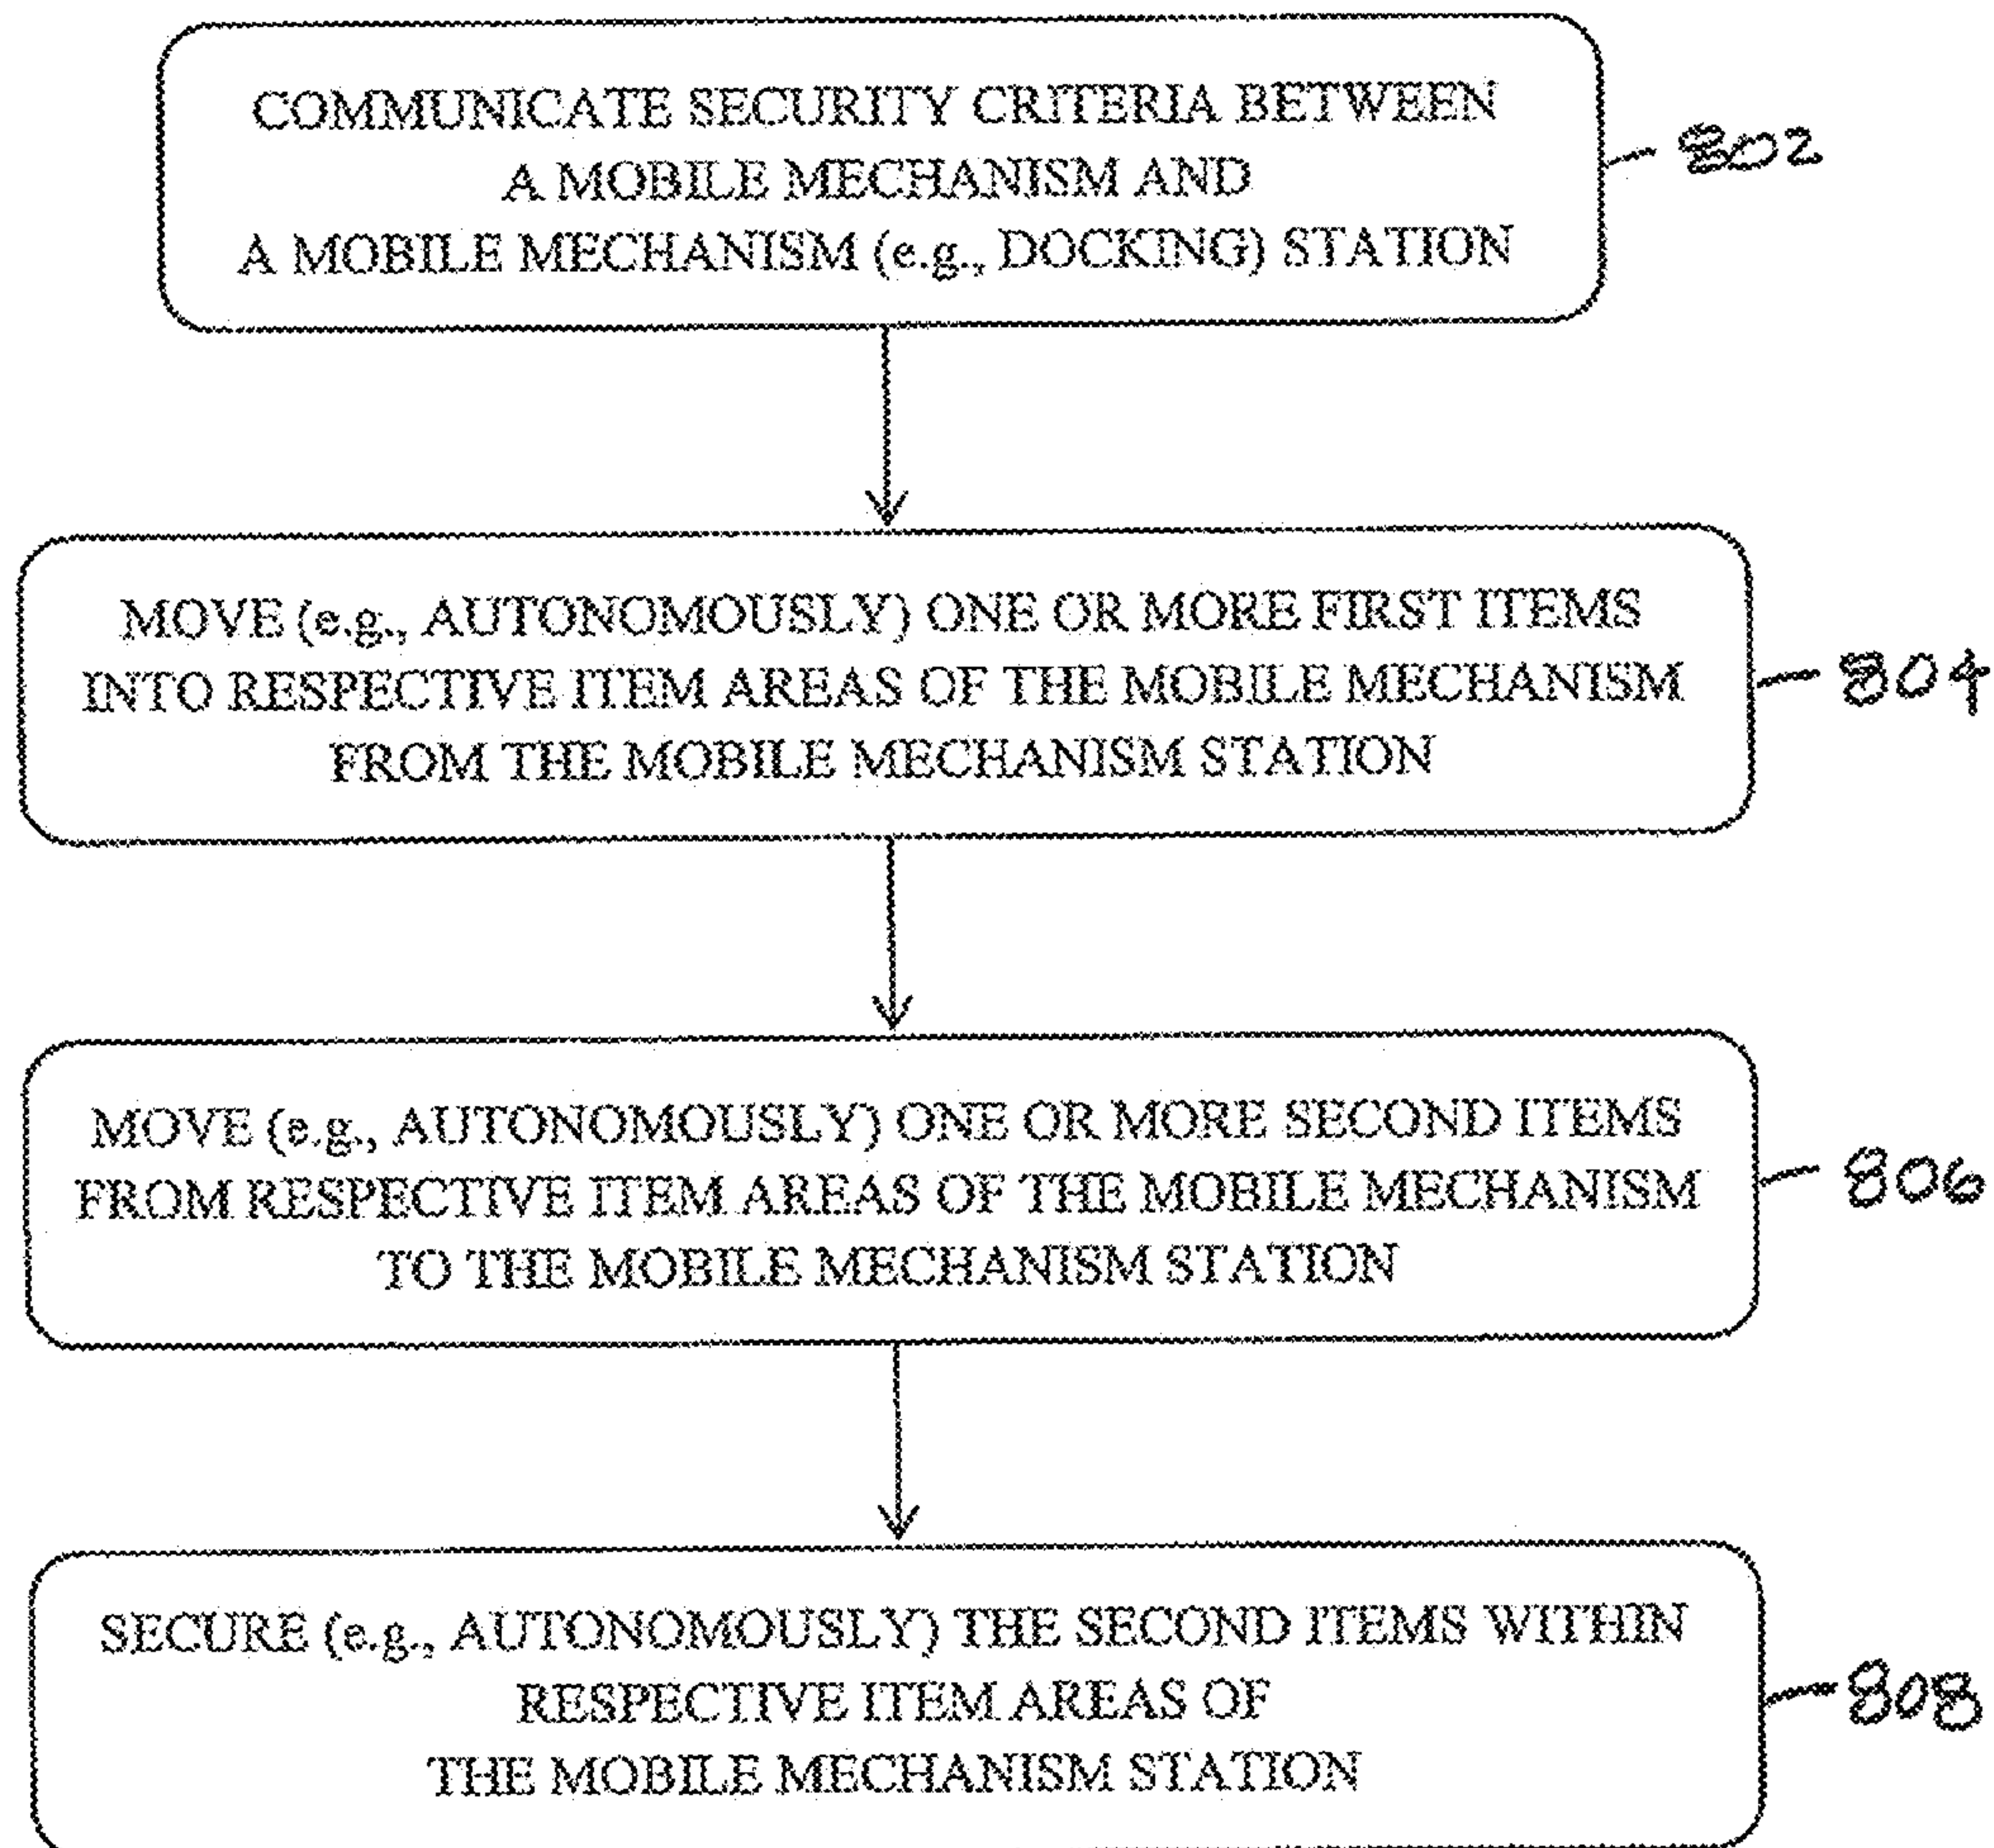 COMMUNICATE SECURITY CRITERIA BETWEEN
A MOBILE MECHANISM AND
A MOBILE MECHANISM (e.g., DOCKING) STATION
802
MOVE (e.g., AUTONOMOUSLY) ONE OR MORE FIRST ITEMS
INTO RESPECTIVE ITEM AREAS OF THE MOBILE MECHANISM
FROM THE MOBILE MECHANISM STATION
804
MOVE (e.g., AUTONOMOUSLY) ONE OR MORE SECOND ITEMS
FROM RESPECTIVE ITEM AREAS OF THE MOBILE MECHANISM
TO THE MOBILE MECHANISM STATION
806
SECURE (e.g., AUTONOMOUSLY) THE SECOND ITEMS WITHIN
RESPECTIVE ITEM AREAS OF
THE MOBILE MECHANISM STATION
808